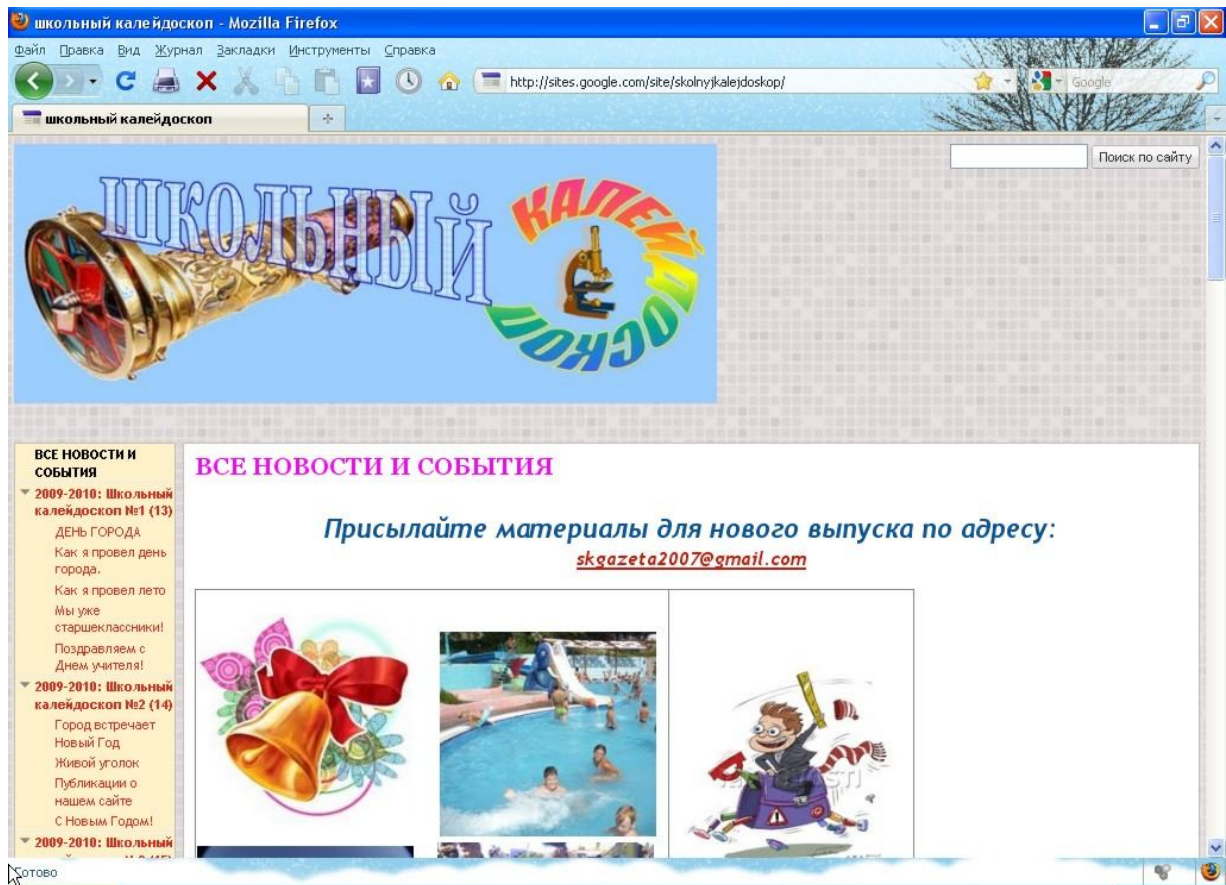 школьный калейдоскоп - Mozilla Firefox
Файл Правка Вид Журнал Закладки Инструменты Справка
http://sites.google.com/site/skolnyjkalejdoskop/
Google
школьный калейдоскоп
Поиск по сайту
ШКОЛЬНЫЙ
КАЛЕЙДОСКОП
ВСЕ НОВОСТИ И
СОБЫТИЯ
2009-2010: Школьный
калейдоскоп №1 (13)
ДЕНЬ ГОРОДА
Как я провел день
города.
Как я провел лето
Мы уже
старшеклассники!
Поздравляем с
Днем учителя!
2009-2010: Школьный
калейдоскоп №2 (14)
Город встречает
Новый Год
Живой уголок
Публикации о
нашем сайте
С Новым Годом!
2009-2010: Школьный
ВСЕ НОВОСТИ И СОБЫТИЯ
Присылайте материалы для нового выпуска по адресу:
skgazeta2007@gmail.com
Готово